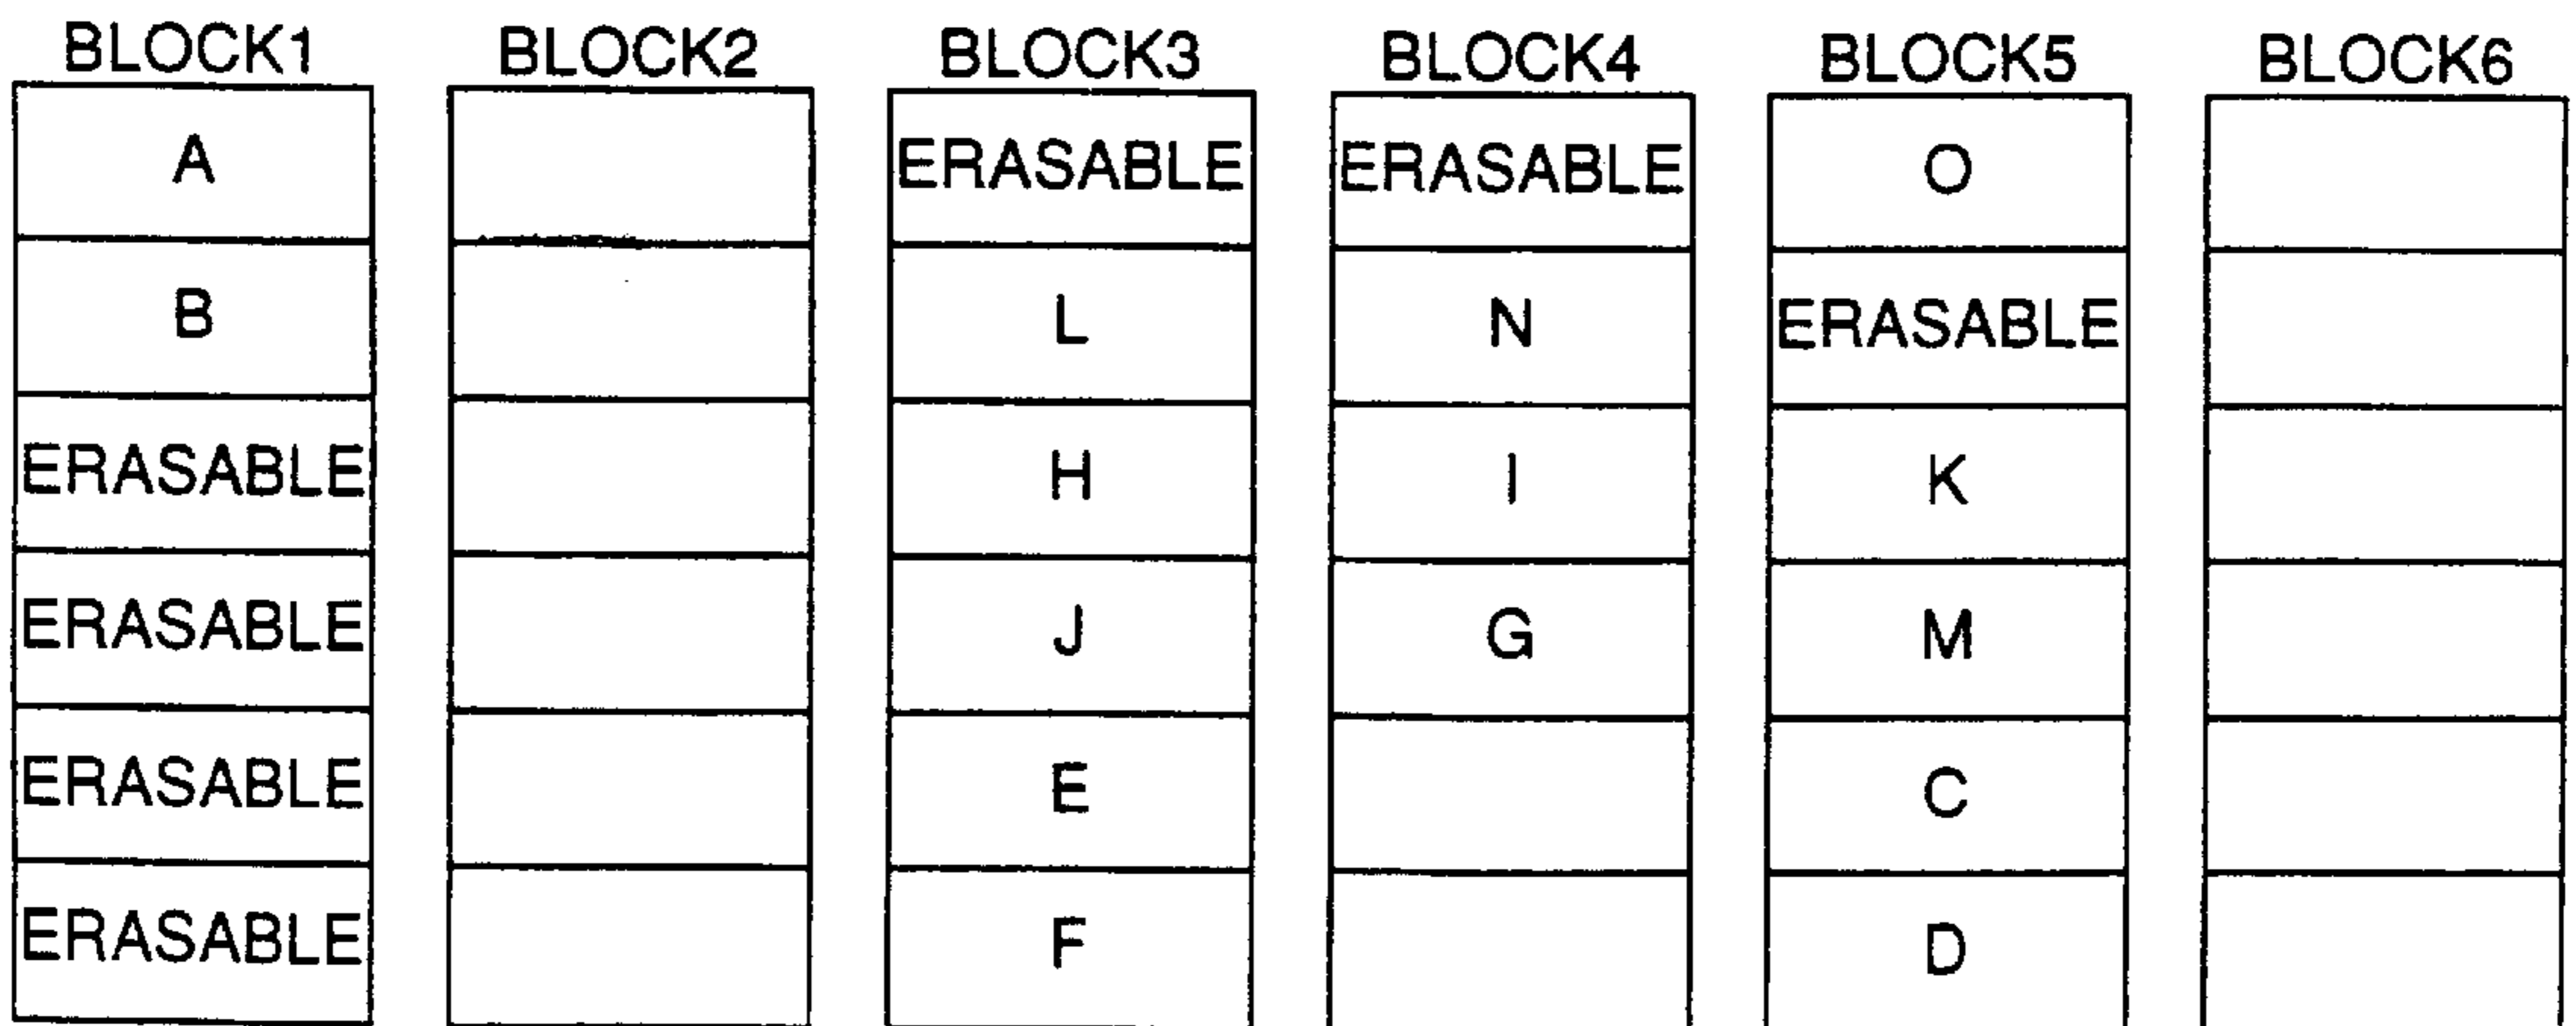 BLOCK1 BLOCK2 BLOCK3 BLOCK4 BLOCK5 BLOCK6
A ERASABLE ERASABLE O
B L N ERASABLE
ERASABLE H I K
ERASABLE J G M
ERASABLE E C
ERASABLE F D